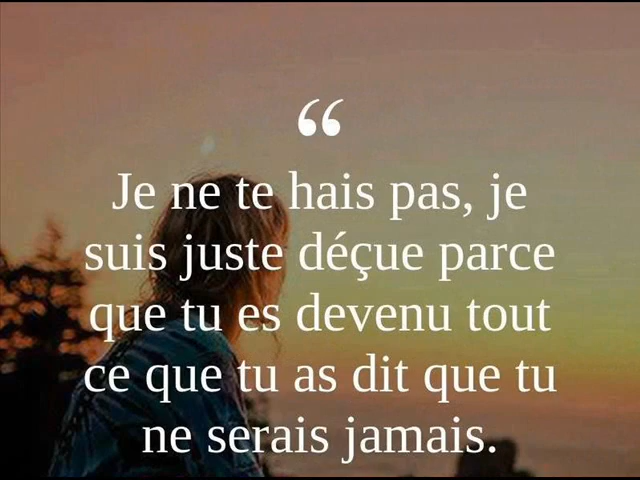 “
Je ne te hais pas, je
suis juste déçue parce
que tu es devenu tout
ce que tu as dit que tu
ne serais jamais.